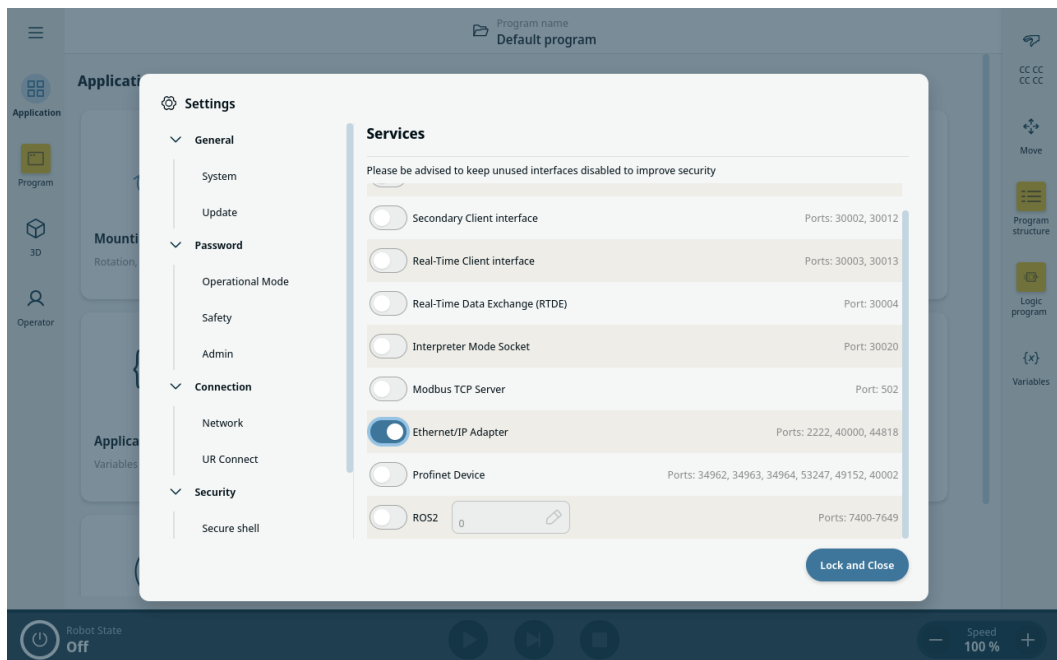 Program name
Default program
Applicati
Application
Program
3D
Operator
Mounti
Rotation,
Applica
Variables
Settings
General
System
Update
Password
Operational Mode
Safety
Admin
Connection
Network
UR Connect
Security
Secure shell
Services
Please be advised to keep unused interfaces disabled to improve security
Secondary Client interface Ports: 30002, 30012
Real-Time Client interface Ports: 30003, 30013
Real-Time Data Exchange (RTDE) Port: 30004
Interpreter Mode Socket Port: 30020
Modbus TCP Server Port: 502
Ethernet/IP Adapter Ports: 2222, 40000, 44818
Profinet Device Ports: 34962, 34963, 34964, 53247, 49152, 40002
ROS2 0 Ports: 7400-7649
Lock and Close
CC CC
CC CC
Move
Program
structure
Logic
program
{x}
Variables
Robot State
Off
Speed
100 %